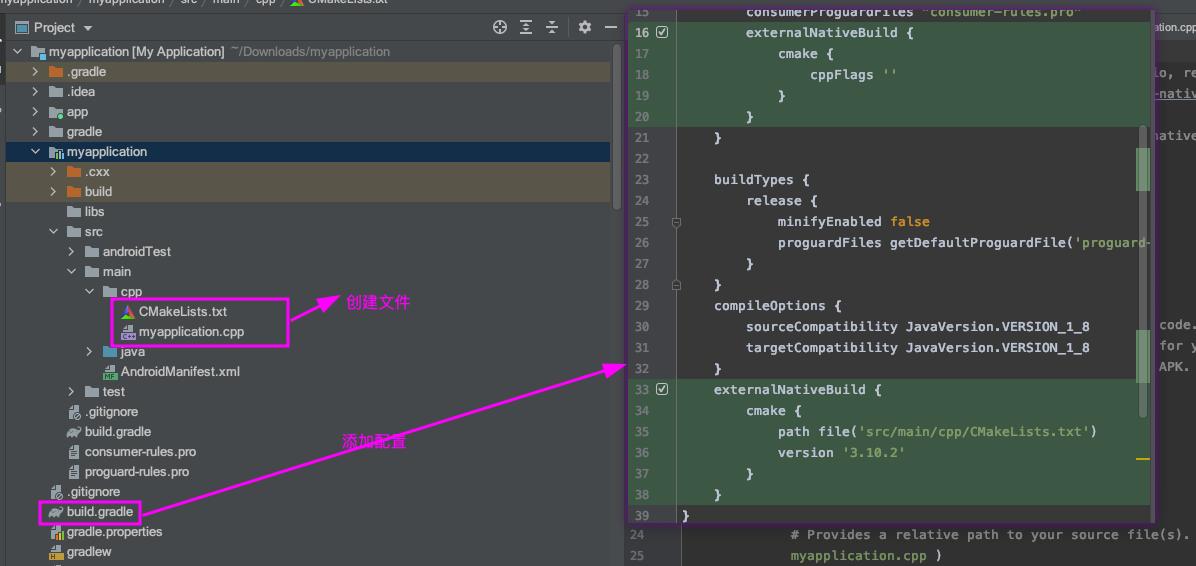 myapplication myapplication src main cpp CMakeLists.txt
Project
myapplication [My Application] ~/Downloads/myapplication
.gradle
.idea
app
gradle
myapplication
.cxx
build
libs
src
androidTest
main
cpp
CMakeLists.txt
myapplication.cpp
创建文件
java
AndroidManifest.xml
test
.gitignore
build.gradle
添加配置
consumer-rules.pro
proguard-rules.pro
.gitignore
build.gradle
gradle.properties
gradlew
15 consumerProguardFiles "consumer-rules.pro"
16 externalNativeBuild {
17 cmake {
18 cppFlags ''
19 }
20 }
21 }
22
23 buildTypes {
24 release {
25 minifyEnabled false
26 proguardFiles getDefaultProguardFile('proguard-
27 }
28 }
29 compileOptions {
30 sourceCompatibility JavaVersion.VERSION_1_8
31 targetCompatibility JavaVersion.VERSION_1_8
32 }
33 externalNativeBuild {
34 cmake {
35 path file('src/main/cpp/CMakeLists.txt')
36 version '3.10.2'
37 }
38 }
39 }
ation.cpp
io, re
-nativ
native
code.
for y
APK.
24 # Provides a relative path to your source file(s).
25 myapplication.cpp )